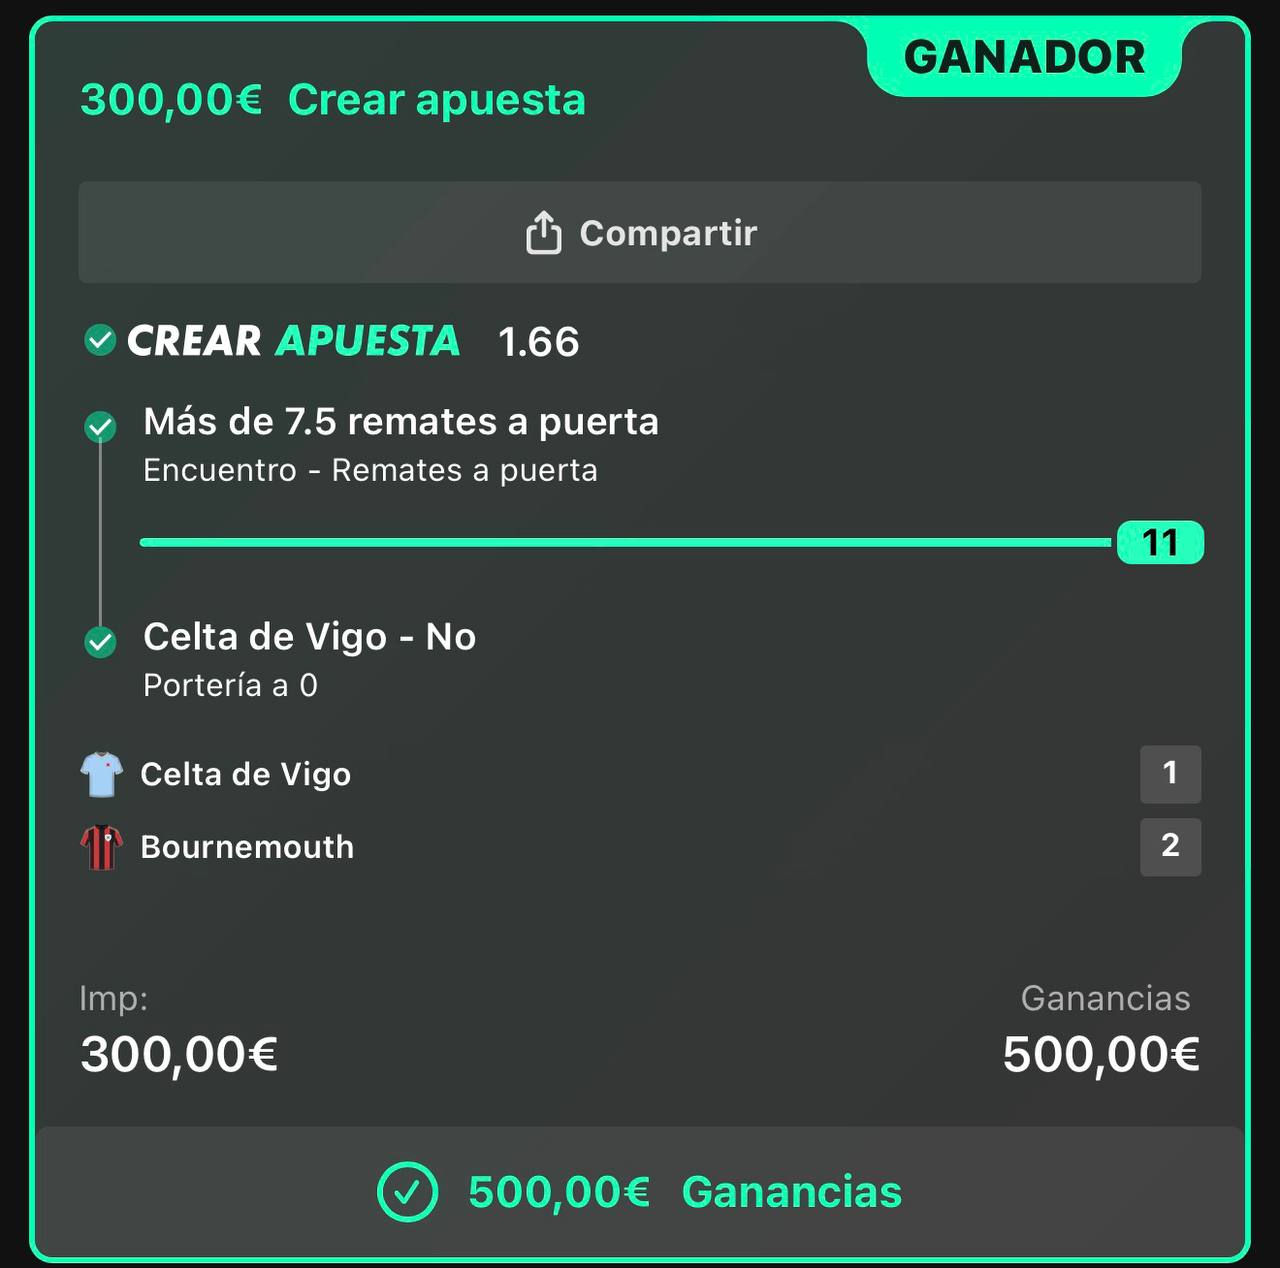 GANADOR
300,00€ Crear apuesta
Compartir
CREAR APUESTA 1.66
Más de 7.5 remates a puerta
Encuentro - Remates a puerta
11
Celta de Vigo - No
Portería a 0
Celta de Vigo 1
Bournemouth 2
Imp: Ganancias
300,00€ 500,00€
500,00€ Ganancias